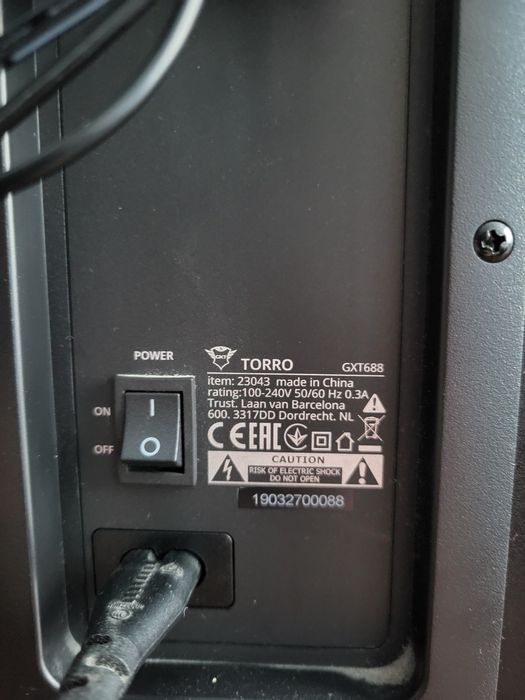 POWER
ON
OFF
I
O
GXT
TORRO GXT688
item: 23043 made in China
rating:100-240V 50/60 Hz 0.3A
Trust. Laan van Barcelona
600. 3317DD Dordrecht. NL
CE EAC
CAUTION
RISK OF ELECTRIC SHOCK
DO NOT OPEN
19032700088